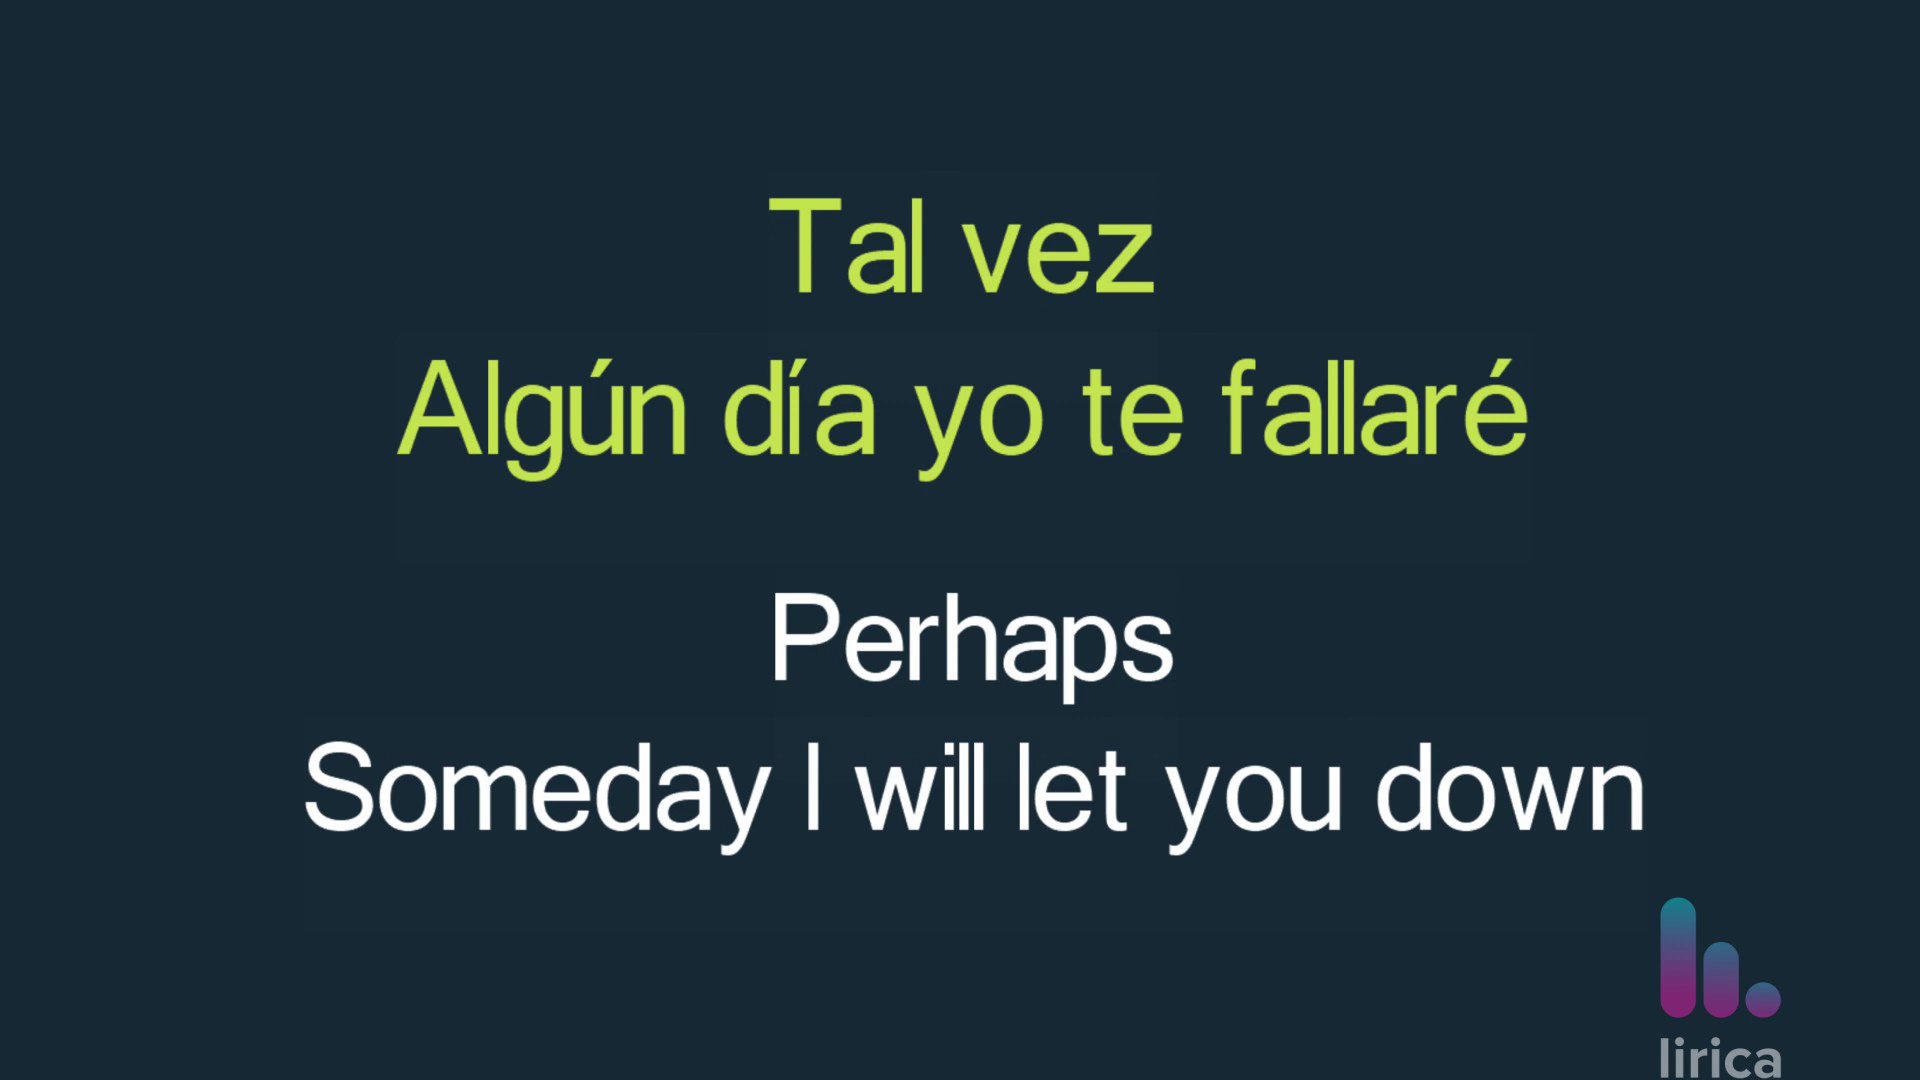 Tal vez
Algún día yo te fallaré
Perhaps
Someday I will let you down
lirica